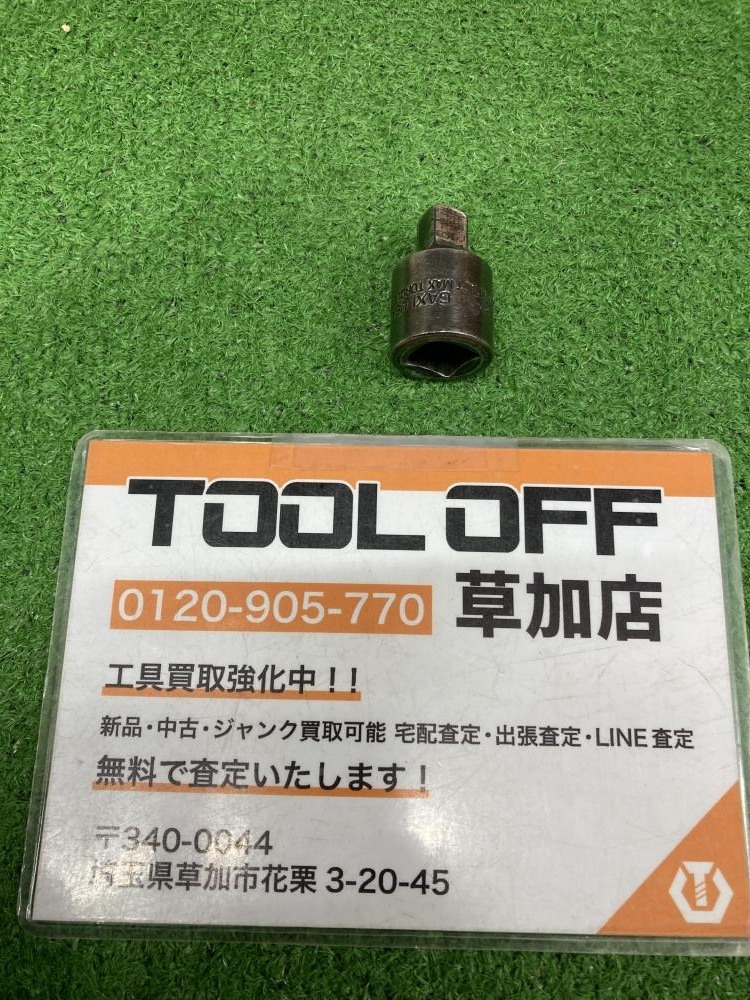 MAX
TOOL OFF
0120-905-770 草加店
工具買取強化中！！
新品・中古・ジャンク買取可能 宅配査定・出張査定・LINE査定
無料で査定いたします！
〒340-0044
埼玉県草加市花栗 3-20-45